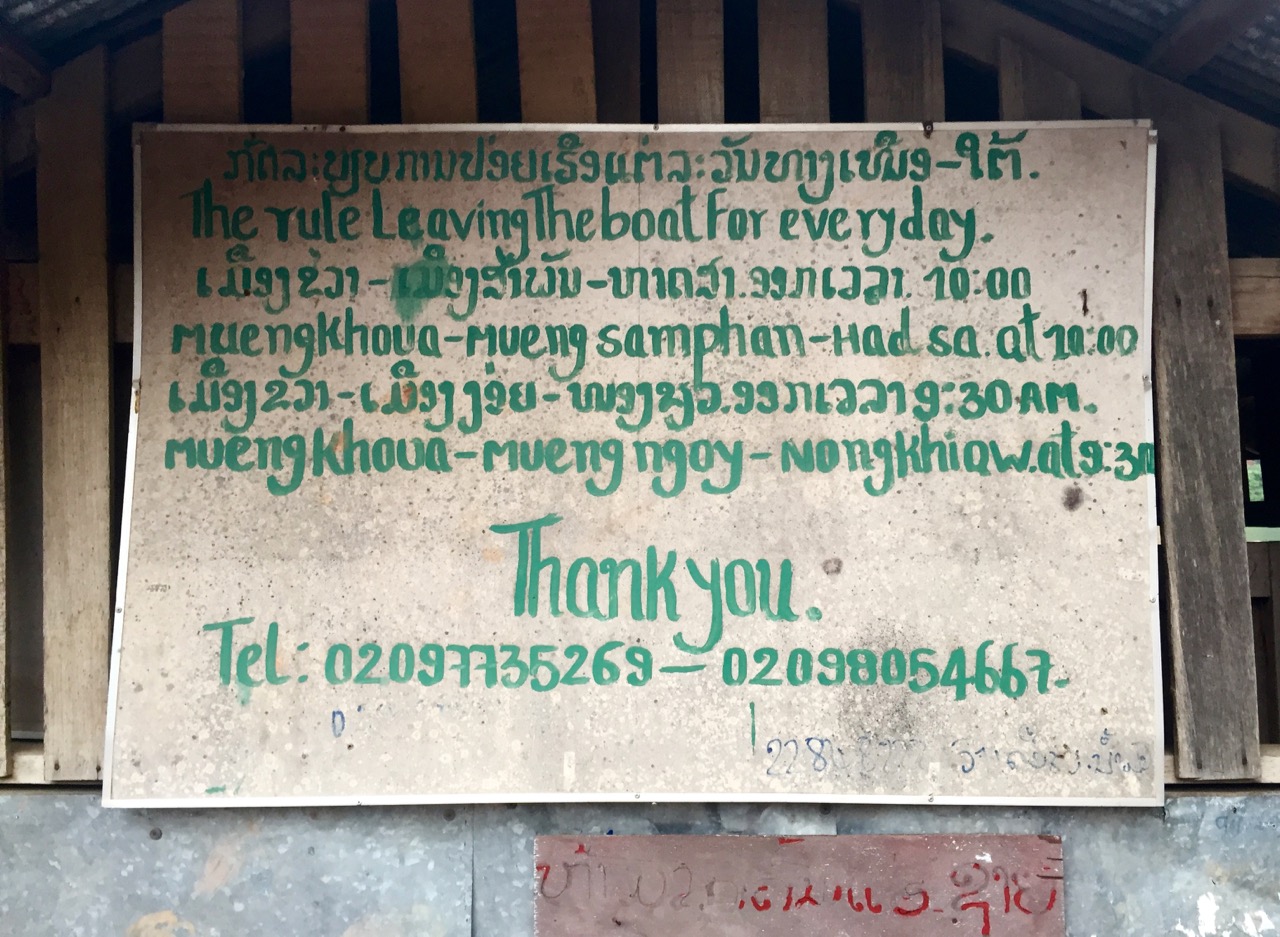 ກົດລະບຽບການປ່ອຍເຮືອແຕ່ລະວັນທາງເໜືອ-ໃຕ້.
The rule Leaving The boat For everyday.
ເມືອງຂວາ-ເມືອງສຳພັນ-ຫາດສາ.ອອກເວລາ. 10:00
MuengKhoua-Mueng samphan-Had sa. at 10:00
ເມືອງຂວາ-ເມືອງງອຍ-ໜອງຂຽວ.ອອກເວລາ 9:30 AM.
MuengKhoua-Mueng ngoy-NongKhiow.at 9:30
Thank you.
Tel: 02097735269-02098054667-